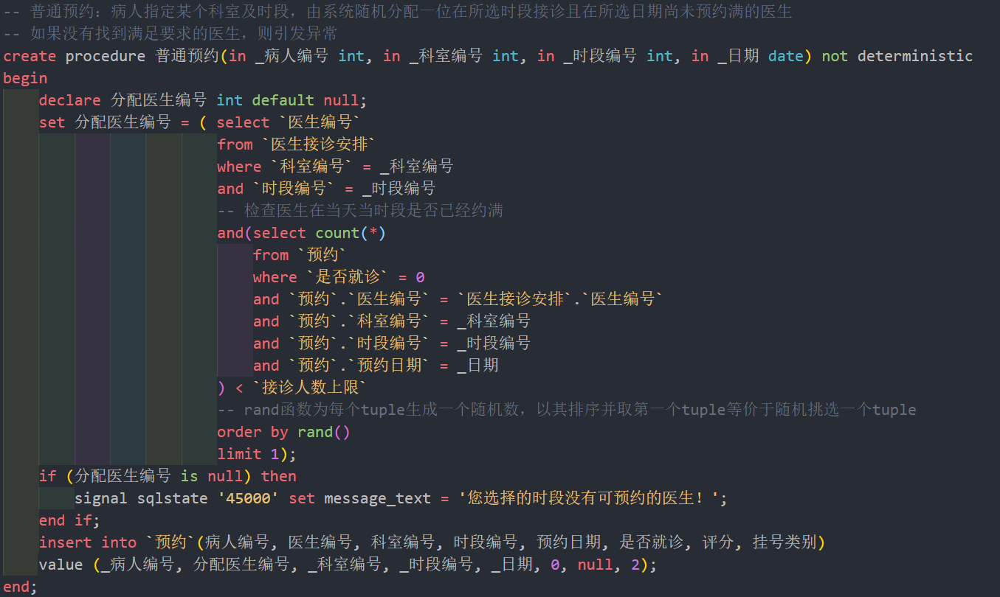 -- 普通预约：病人指定某个科室及时段，由系统随机分配一位在所选时段接诊且在所选日期尚未预约满的医生
-- 如果没有找到满足要求的医生，则引发异常
create procedure 普通预约(in _病人编号 int, in _科室编号 int, in _时段编号 int, in _日期 date) not deterministic
begin
    declare 分配医生编号 int default null;
    set 分配医生编号 = ( select `医生编号`
                        from `医生接诊安排`
                        where `科室编号` = _科室编号
                        and `时段编号` = _时段编号
                        -- 检查医生在当天当时段是否已经约满
                        and(select count(*)
                            from `预约`
                            where `是否就诊` = 0
                            and `预约`.`医生编号` = `医生接诊安排`.`医生编号`
                            and `预约`.`科室编号` = _科室编号
                            and `预约`.`时段编号` = _时段编号
                            and `预约`.`预约日期` = _日期
                        ) < `接诊人数上限`
                        -- rand函数为每个tuple生成一个随机数，以其排序并取第一个tuple等价于随机挑选一个tuple
                        order by rand()
                        limit 1);
    if (分配医生编号 is null) then
        signal sqlstate '45000' set message_text = '您选择的时段没有可预约的医生！';
    end if;
    insert into `预约`(病人编号, 医生编号, 科室编号, 时段编号, 预约日期, 是否就诊, 评分, 挂号类别)
    value (_病人编号, 分配医生编号, _科室编号, _时段编号, _日期, 0, null, 2);
end;